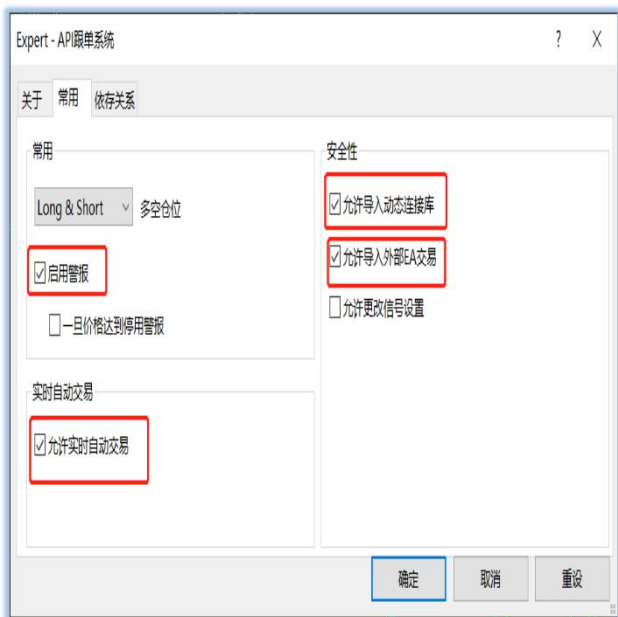 Expert - API跟单系统
关于 常用 依存关系
常用
Long & Short 多空仓位
启用警报
一旦价格达到停用警报
实时自动交易
允许实时自动交易
安全性
允许导入动态连接库
允许导入外部EA交易
允许更改信号设置
确定 取消 重设